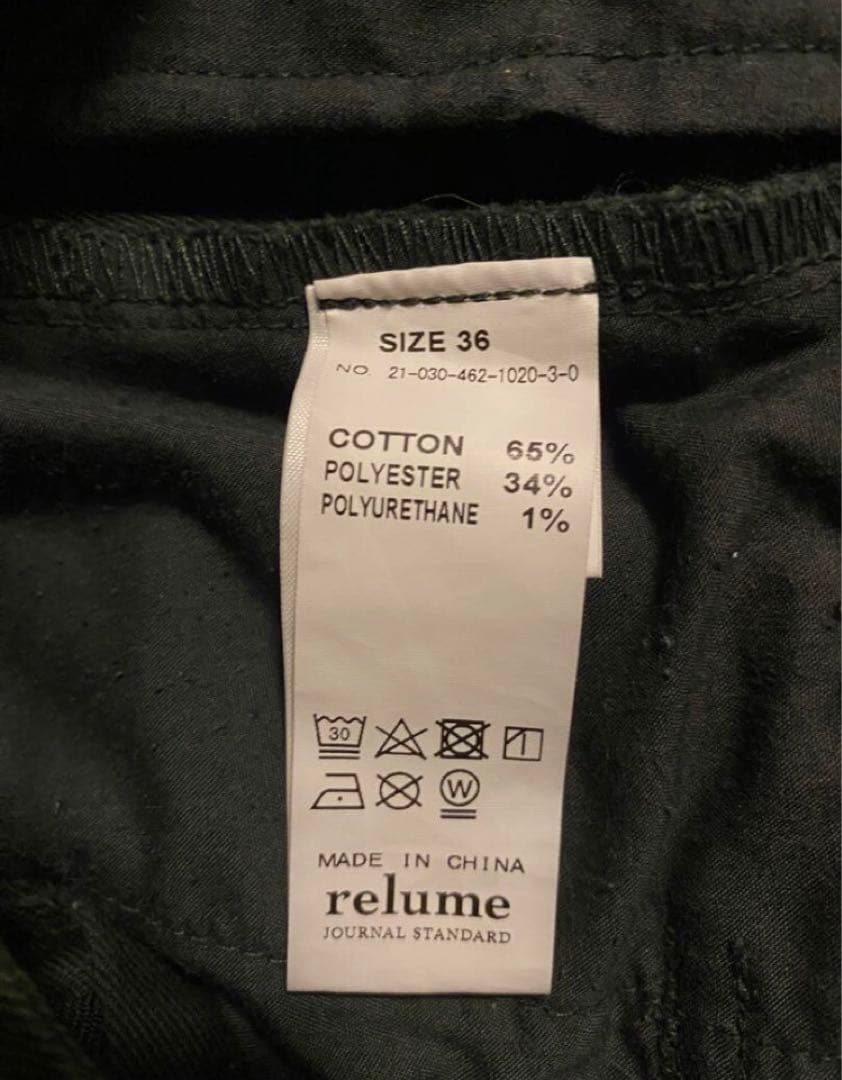 SIZE 36
NO. 21-030-462-1020-3-0
COTTON 65%
POLYESTER 34%
POLYURETHANE 1%
30
W
MADE IN CHINA
relume
JOURNAL STANDARD